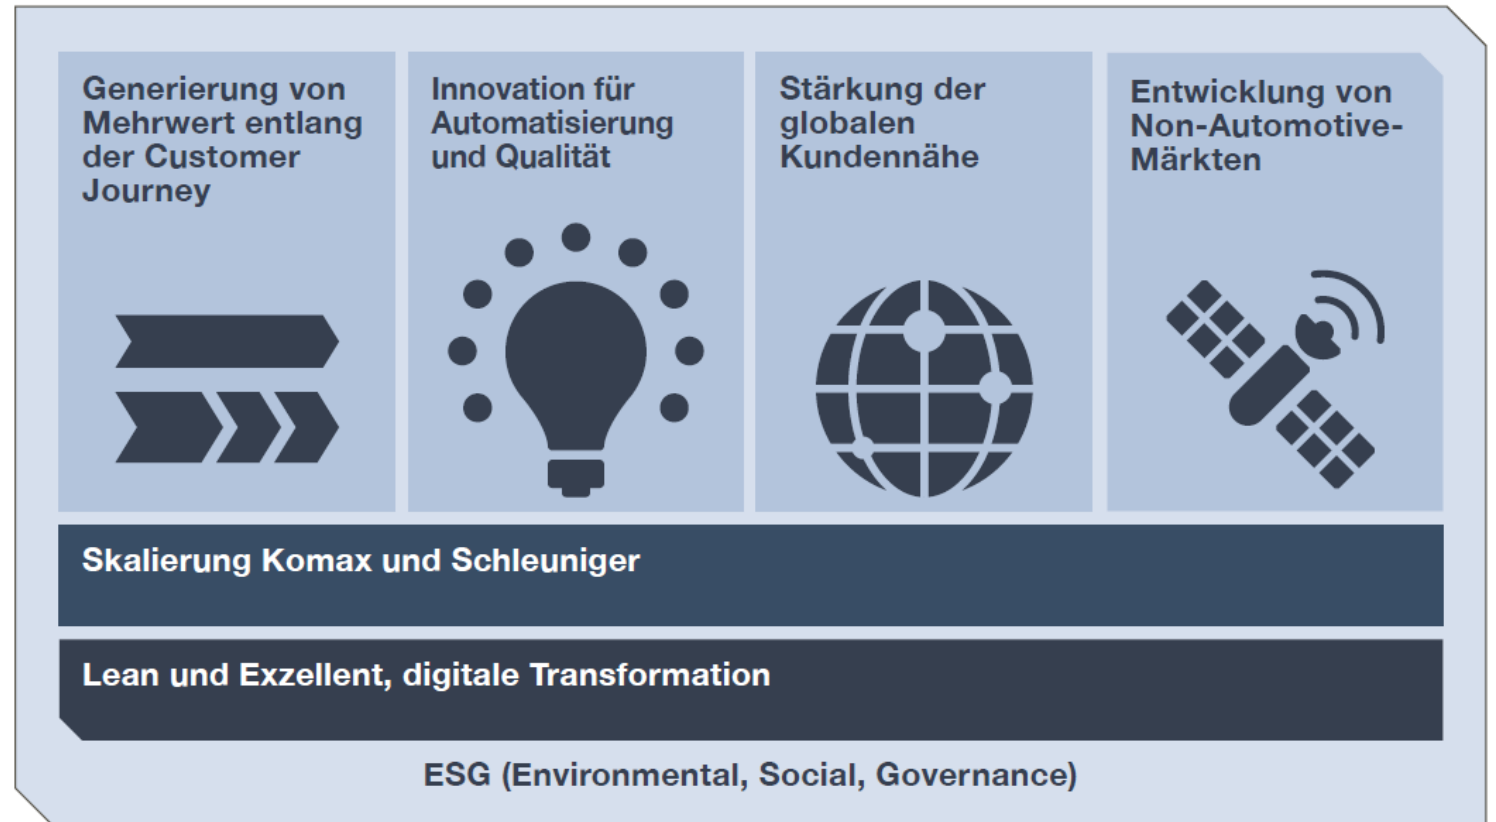 Generierung von
Mehrwert entlang
der Customer
Journey
Innovation für
Automatisierung
und Qualität
Stärkung der
globalen
Kundennähe
Entwicklung von
Non-Automotive-
Märkten
Skalierung Komax und Schleuniger
Lean und Exzellent, digitale Transformation
ESG (Environmental, Social, Governance)